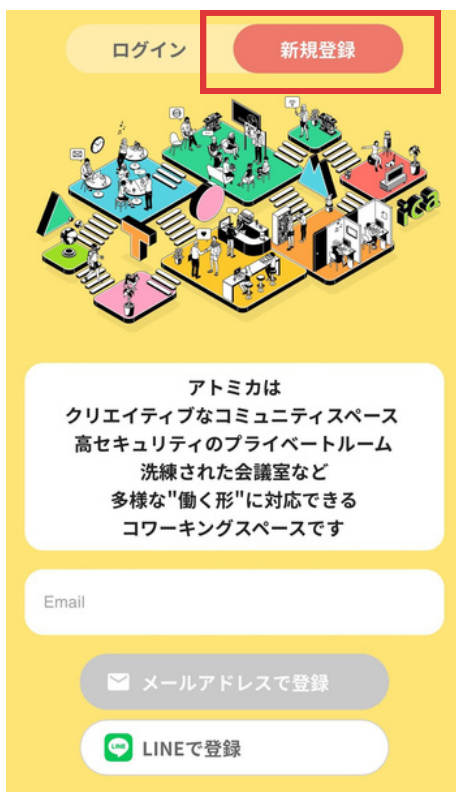 ログイン
新規登録
ATOMica
アトミカは
クリエイティブなコミュニティスペース
高セキュリティのプライベートルーム
洗練された会議室など
多様な"働く形"に対応できる
コワーキングスペースです
Email
メールアドレスで登録
LINE
LINEで登録